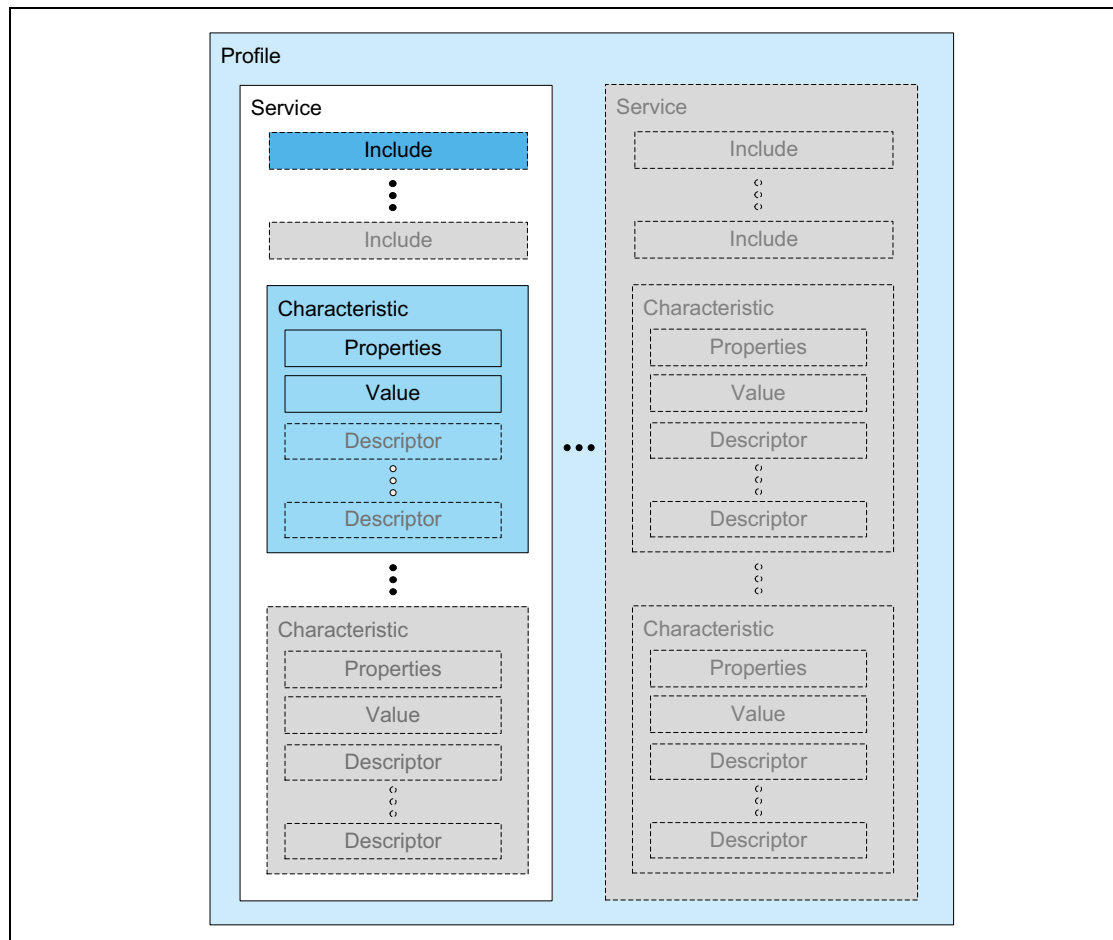 Profile
Service
Include
Include
Characteristic
Properties
Value
Descriptor
Descriptor
Characteristic
Properties
Value
Descriptor
Descriptor
Service
Include
Include
Characteristic
Properties
Value
Descriptor
Descriptor
Characteristic
Properties
Value
Descriptor
Descriptor